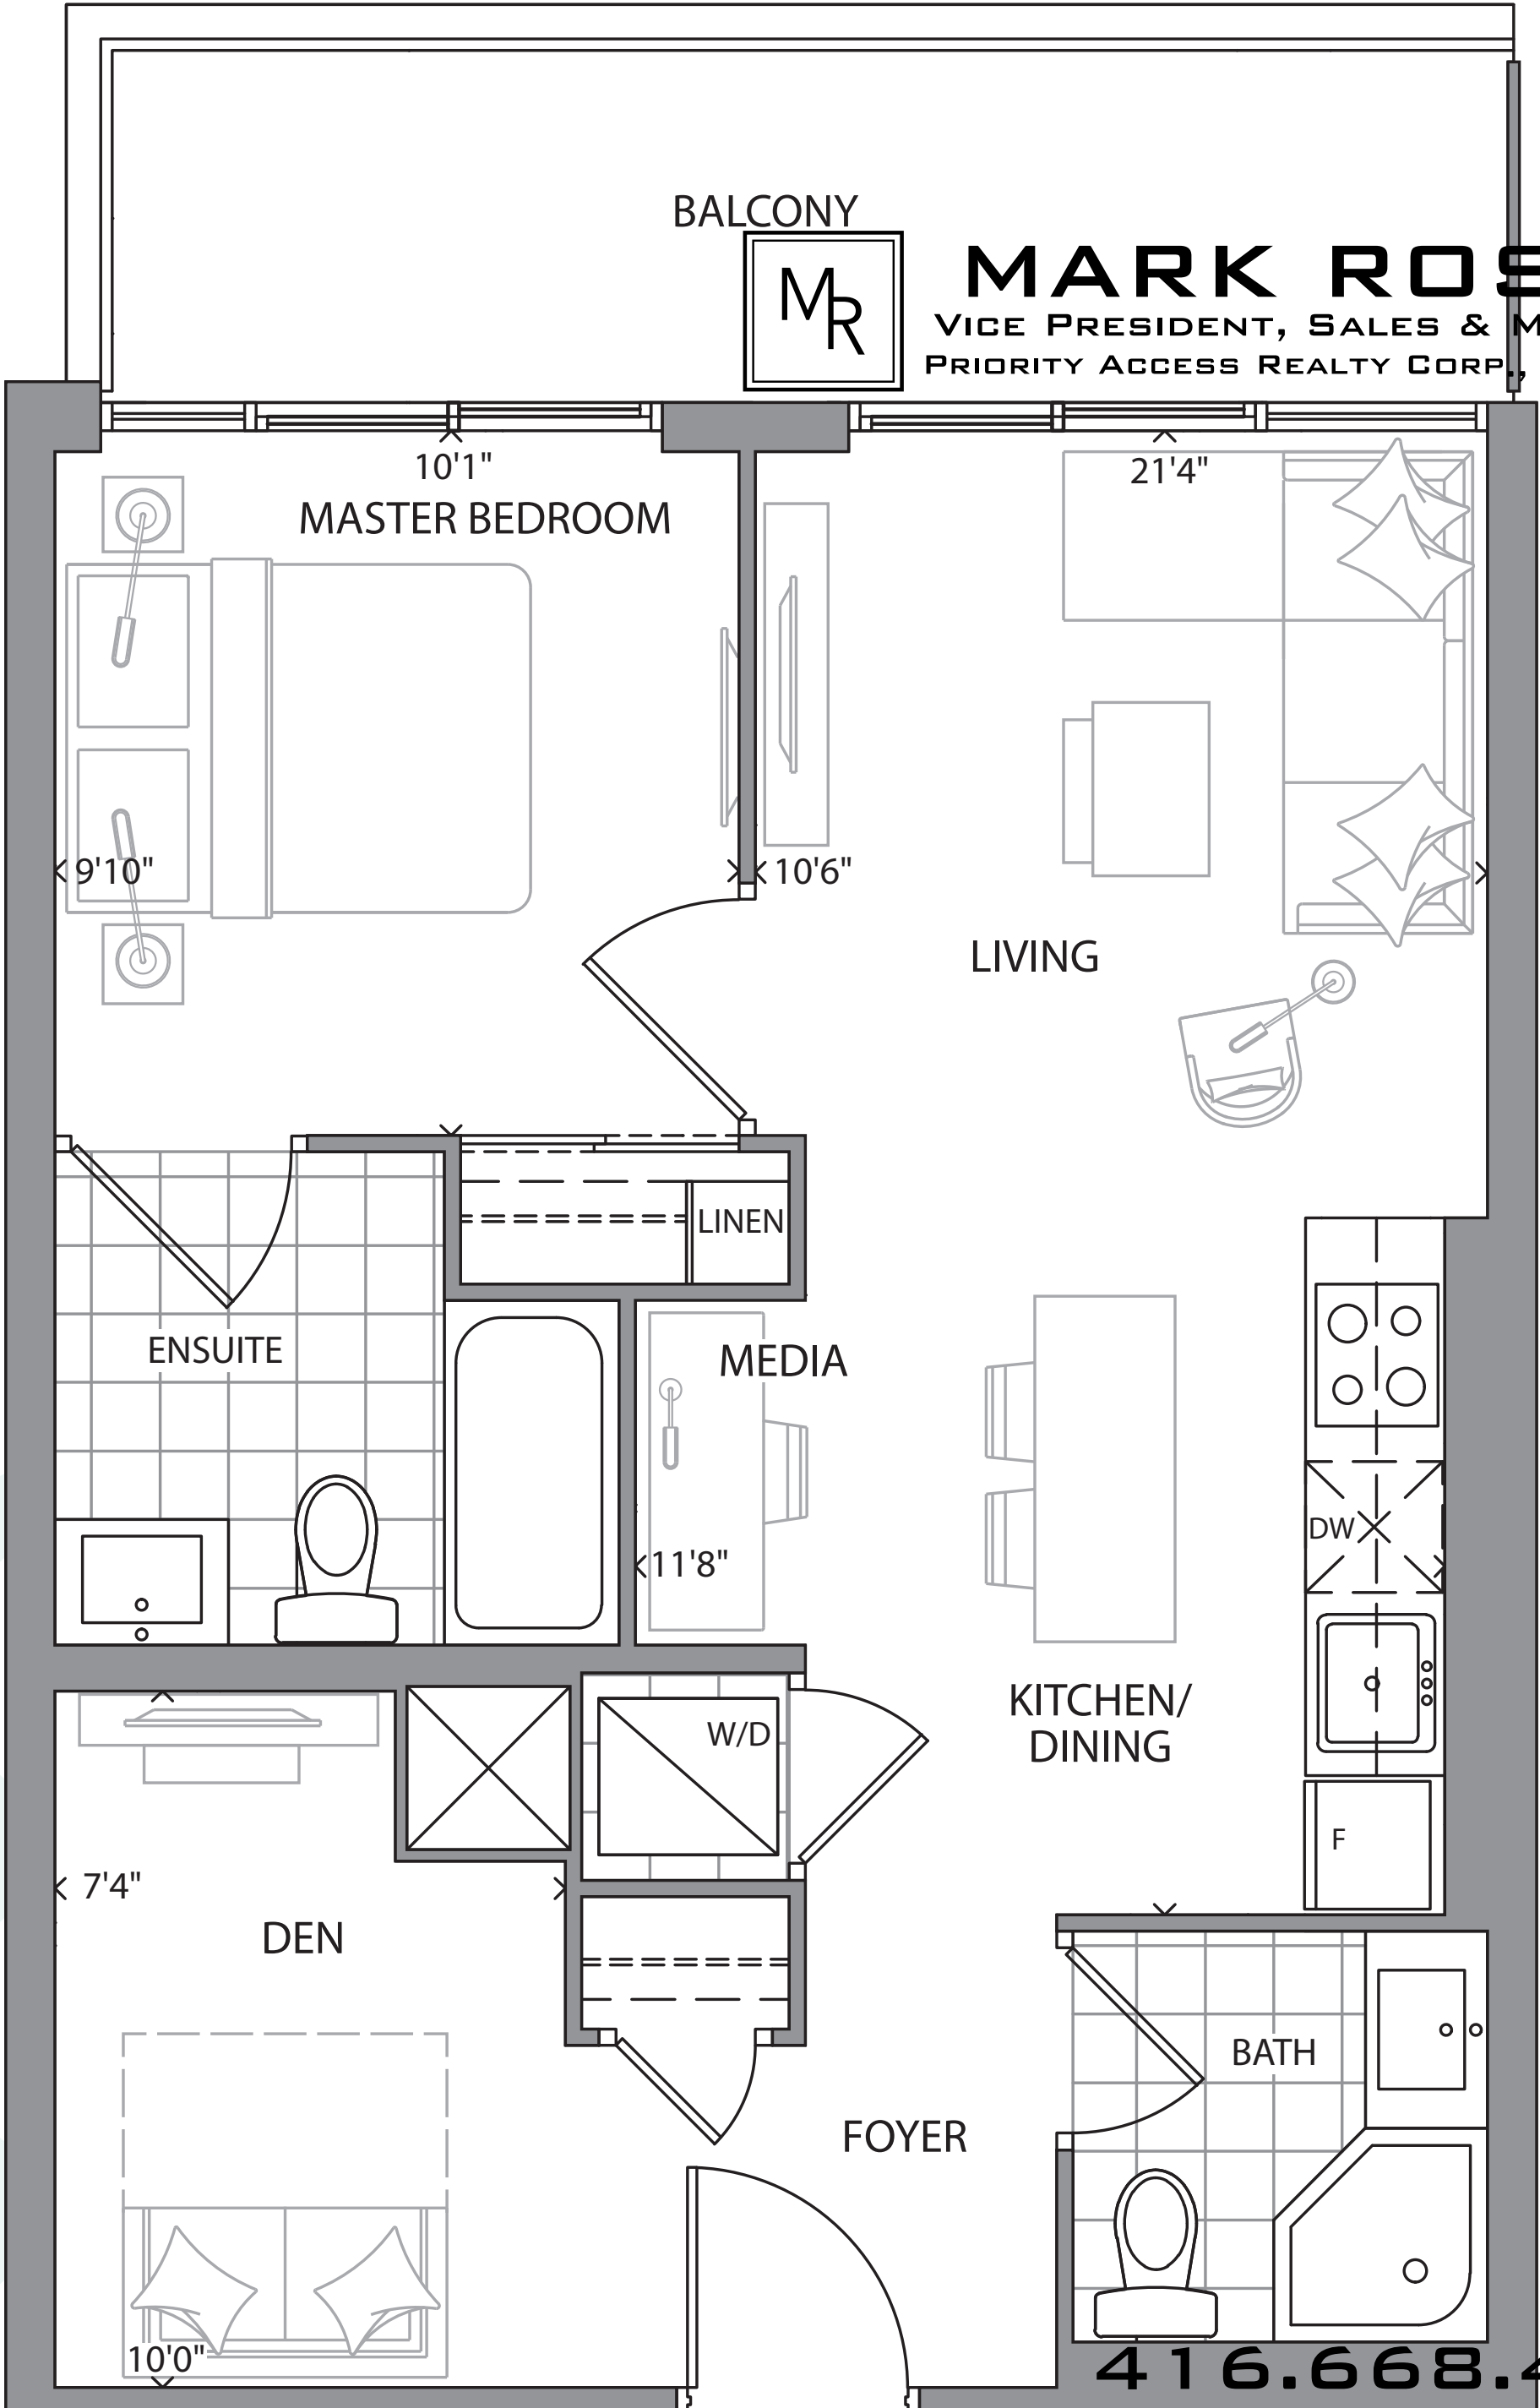 BALCONY
MR
MARK ROS
VICE PRESIDENT, SALES & M
PRIORITY ACCESS REALTY CORP.,
10'1"
21'4"
MASTER BEDROOM
9'10"
10'6"
LIVING
LINEN
ENSUITE
MEDIA
DW
11'8"
KITCHEN/
DINING
W/D
F
7'4"
DEN
BATH
FOYER
10'0"
416.668.4